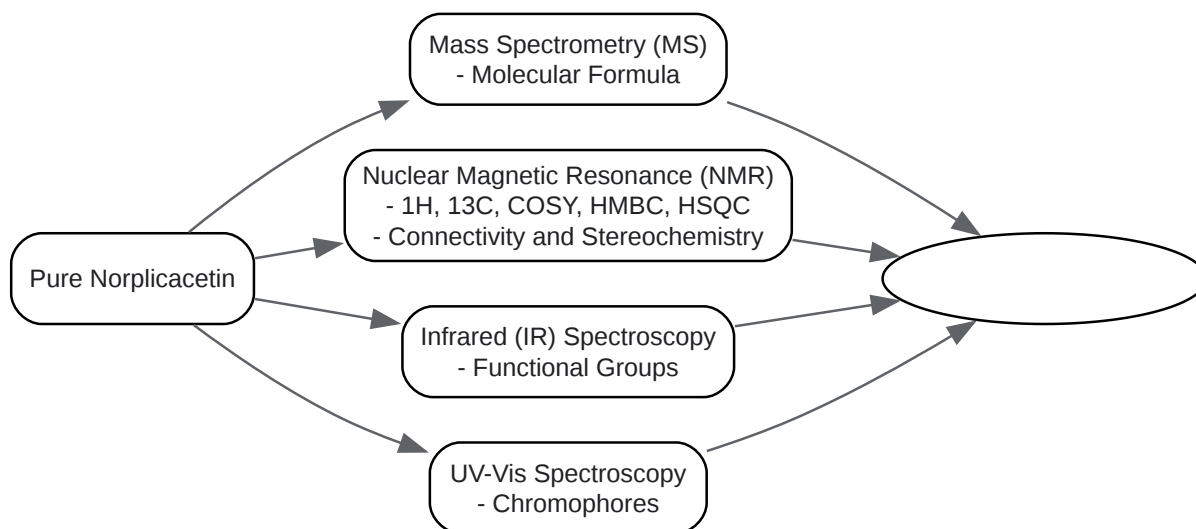 Mass Spectrometry (MS)
- Molecular Formula
Nuclear Magnetic Resonance (NMR)
- 1H, 13C, COSY, HMBC, HSQC
- Connectivity and Stereochemistry
Pure Norplicacetin
Infrared (IR) Spectroscopy
- Functional Groups
UV-Vis Spectroscopy
- Chromophores